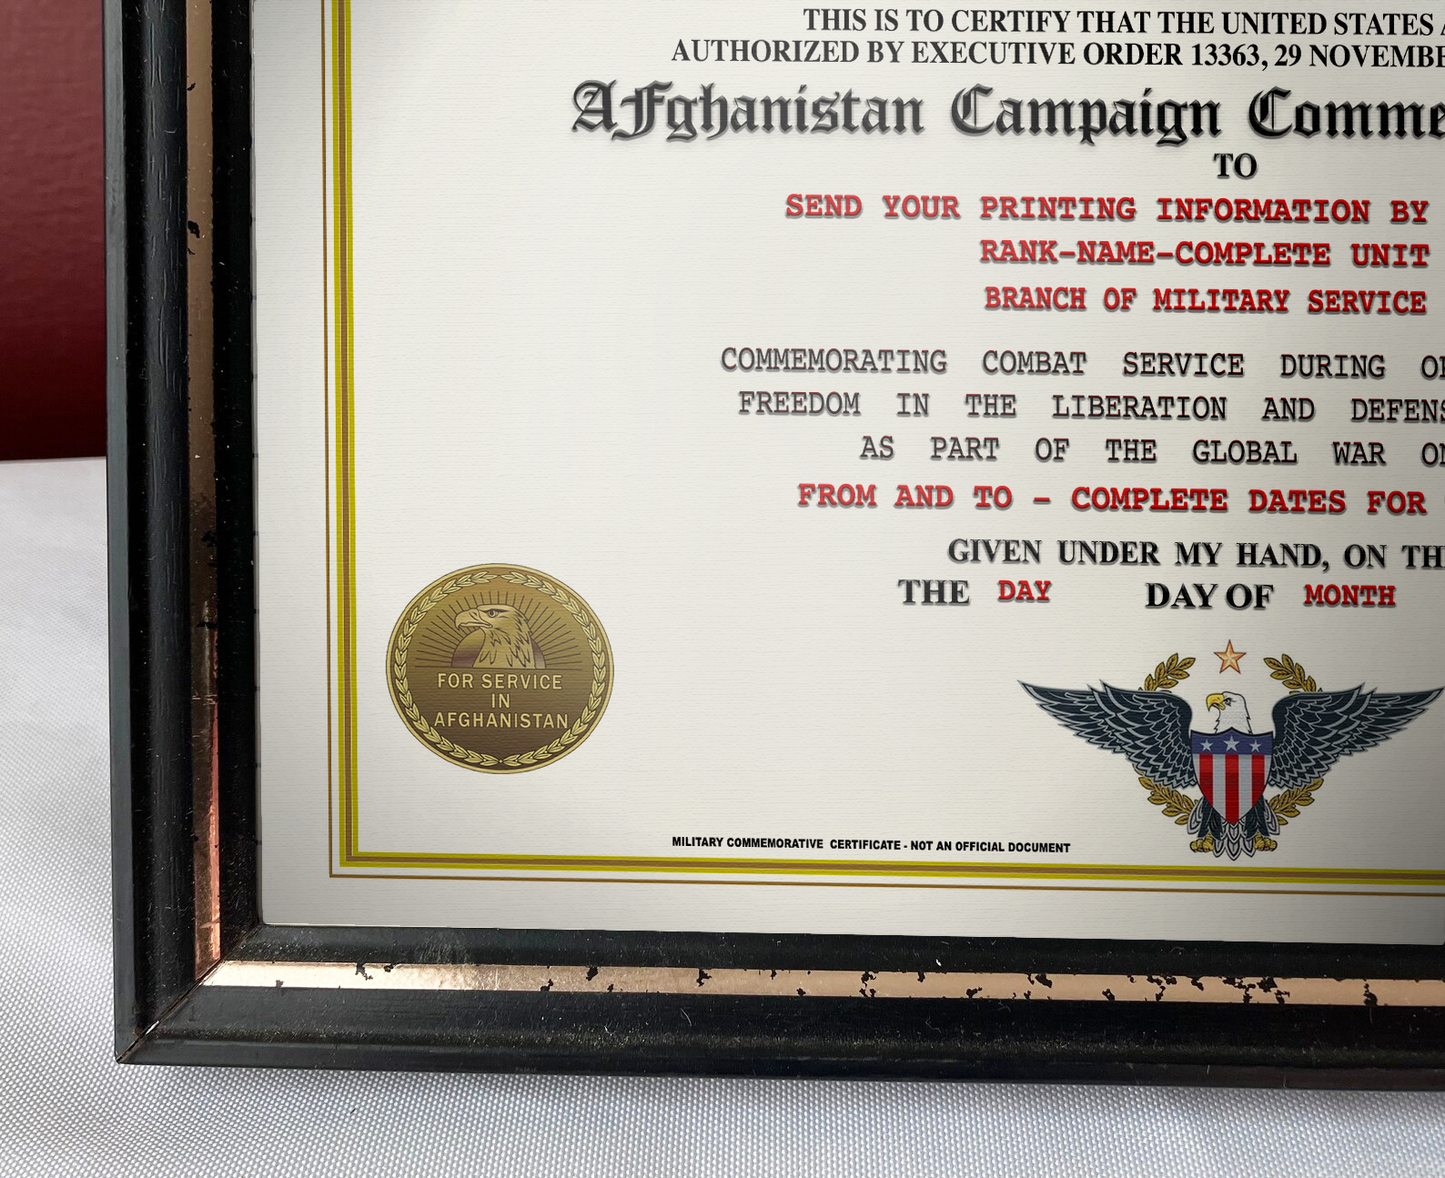 THIS IS TO CERTIFY THAT THE UNITED STATES
AUTHORIZED BY EXECUTIVE ORDER 13363, 29
Afghanistan Campaign
TO
SEND YOUR PRINTING INFORMATION BY
RANK-NAME-COMPLETE UNIT
BRANCH OF MILITARY SERVICE
COMMEMORATING COMBAT SERVICE DURING
FREEDOM IN THE LIBERATION AND
AS PART OF THE GLOBAL WAR
FROM AND TO - COMPLETE DATES FOR
GIVEN UNDER MY HAND, ON
THE DAY DAY OF MONTH
FOR SERVICE
IN
AFGHANISTAN
MILITARY COMMEMORATIVE CERTIFICATE - NOT AN OFFICIAL DOCUMENT